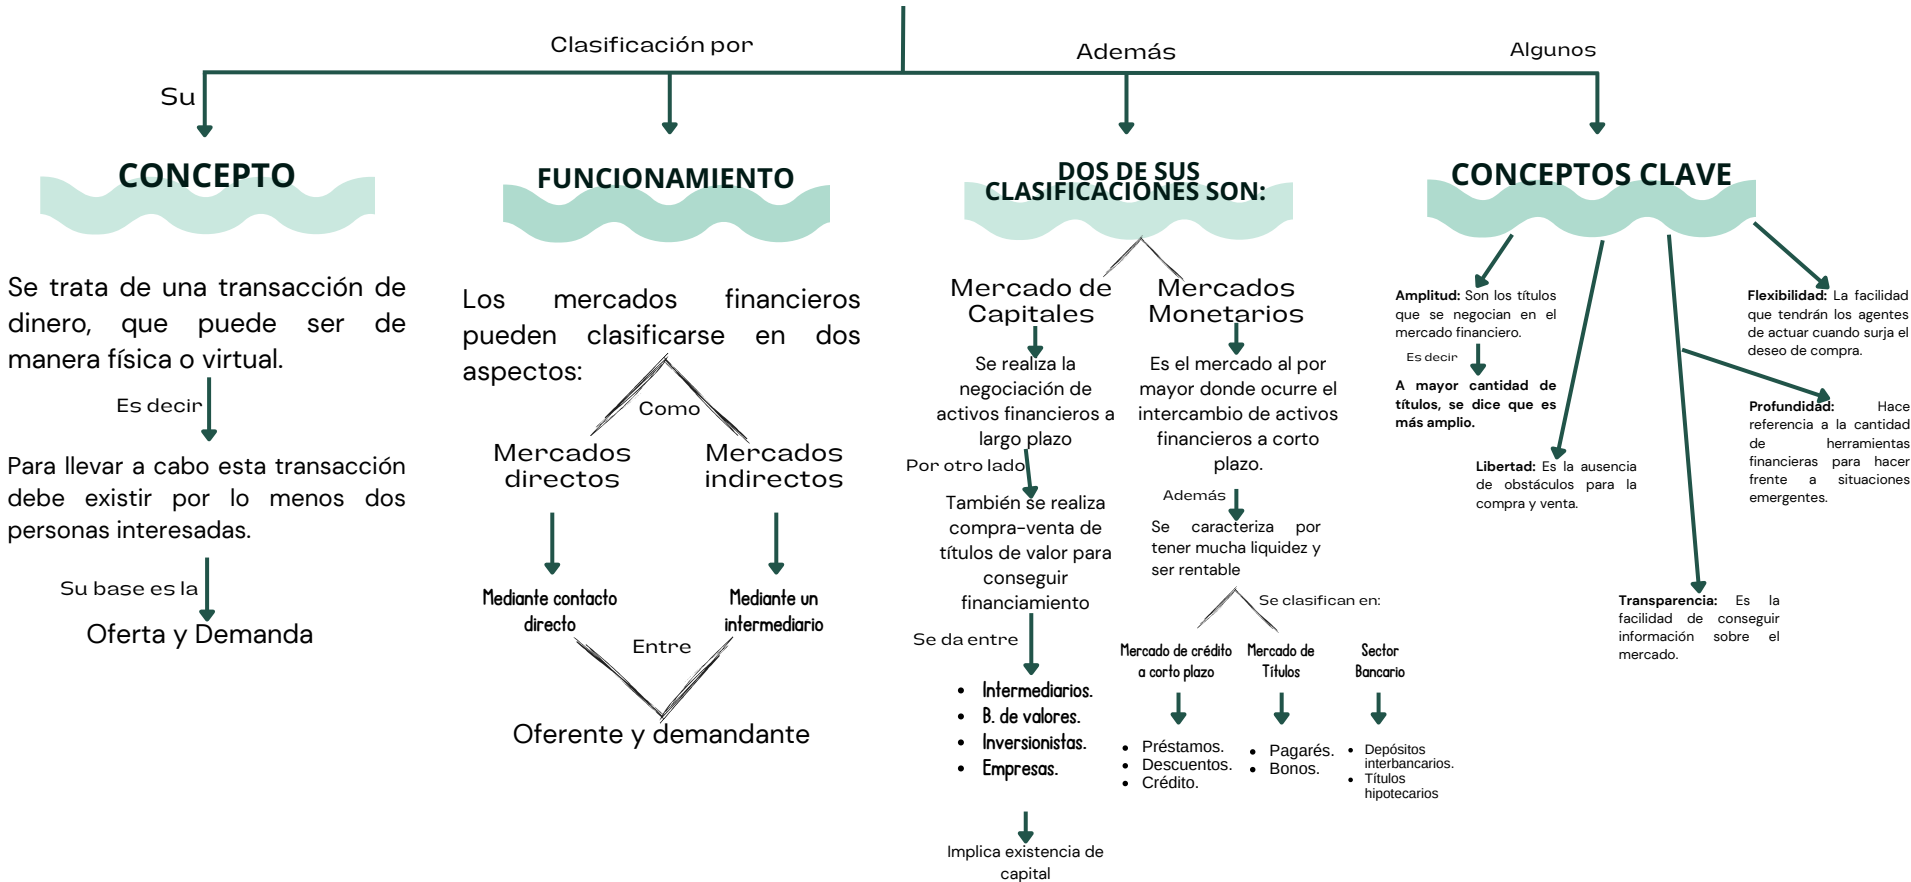 Clasificación por
Además
Algunos
Su
CONCEPTO
Se trata de una transacción de
dinero, que puede ser de
manera física o virtual.
Es decir
Para llevar a cabo esta transacción
debe existir por lo menos dos
personas interesadas.
Su base es la
Oferta y Demanda
FUNCIONAMIENTO
Los mercados financieros
pueden clasificarse en dos
aspectos:
Como
Mercados
directos
Mercados
indirectos
Mediante contacto
directo
Mediante un
intermediario
Entre
Oferente y demandante
DOS DE SUS
CLASIFICACIONES SON:
Mercado de
Capitales
Se realiza la
negociación de
activos financieros a
largo plazo
Por otro lado
También se realiza
compra-venta de
títulos de valor para
conseguir
financiamiento
Se da entre
• Intermediarios.
• B. de valores.
• Inversionistas.
• Empresas.
Implica existencia de
capital
Mercados
Monetarios
Es el mercado al por
mayor donde ocurre el
intercambio de activos
financieros a corto
plazo.
Además
Se caracteriza por
tener mucha liquidez y
ser rentable
Se clasifican en:
Mercado de crédito
a corto plazo
• Préstamos.
• Descuentos.
• Crédito.
Mercado de
Títulos
• Pagarés.
• Bonos.
Sector
Bancario
• Depósitos
interbancarios.
• Títulos
hipotecarios
CONCEPTOS CLAVE
Amplitud: Son los títulos
que se negocian en el
mercado financiero.
Es decir
A mayor cantidad de
títulos, se dice que es
más amplio.
Libertad: Es la ausencia
de obstáculos para la
compra y venta.
Transparencia: Es la
facilidad de conseguir
información sobre el
mercado.
Flexibilidad: La facilidad
que tendrán los agentes
de actuar cuando surja el
deseo de compra.
Profundidad: Hace
referencia a la cantidad
de herramientas
financieras para hacer
frente a situaciones
emergentes.